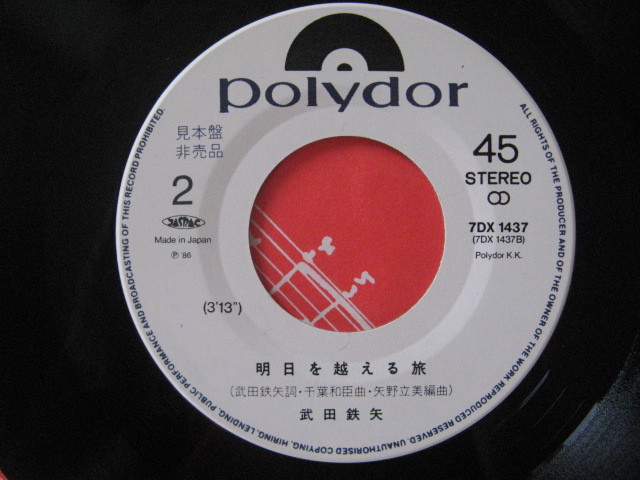 polydor
見本盤
非売品
2
JASRAC
Made in Japan
℗ '86
(3'13")
45
STEREO
7DX 1437
(7DX 1437B)
Polydor K.K.
明日を越える旅
(武田鉄矢詞・千葉和臣曲・矢野立美編曲)
武田鉄矢
ALL RIGHTS OF THE PRODUCER AND OF THE OWNER OF THE WORK REPRODUCED RESERVED. UNAUTHORISED COPYING, HIRING, LENDING, PUBLIC PERFORMANCE AND BROADCASTING OF THIS RECORD PROHIBITED.